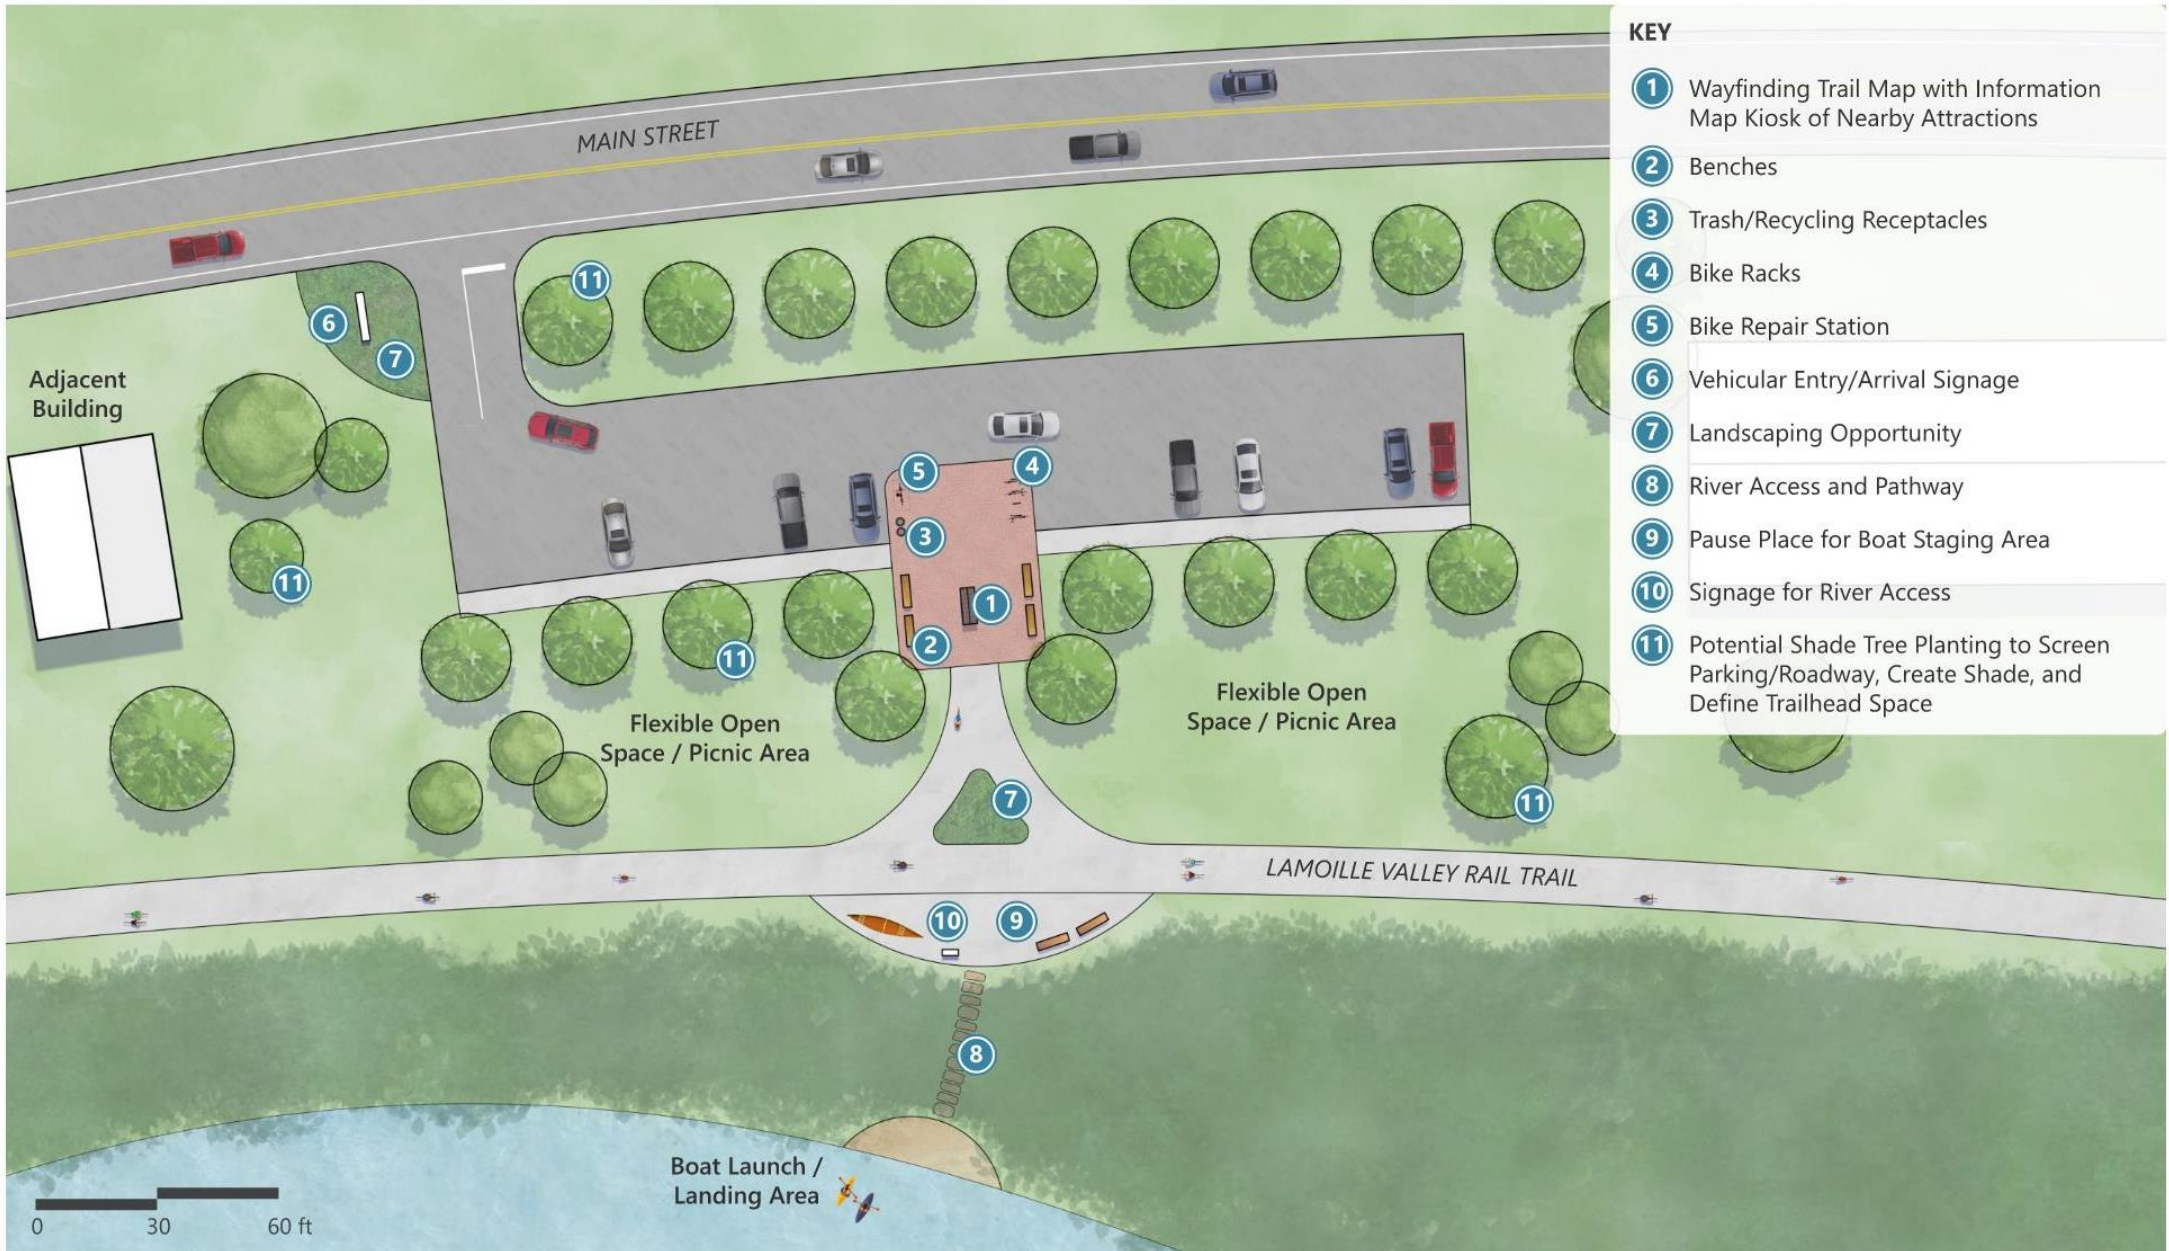 KEY
1 Wayfinding Trail Map with Information
Map Kiosk of Nearby Attractions
2 Benches
3 Trash/Recycling Receptacles
4 Bike Racks
5 Bike Repair Station
6 Vehicular Entry/Arrival Signage
7 Landscaping Opportunity
8 River Access and Pathway
9 Pause Place for Boat Staging Area
10 Signage for River Access
11 Potential Shade Tree Planting to Screen
Parking/Roadway, Create Shade, and
Define Trailhead Space
MAIN STREET
11
6
7
Adjacent
Building
5
4
3
11
1
2
11
Flexible Open
Space / Picnic Area
Flexible Open
Space / Picnic Area
7
11
LAMOILLE VALLEY RAIL TRAIL
10
9
8
Boat Launch /
Landing Area
0 30 60 ft